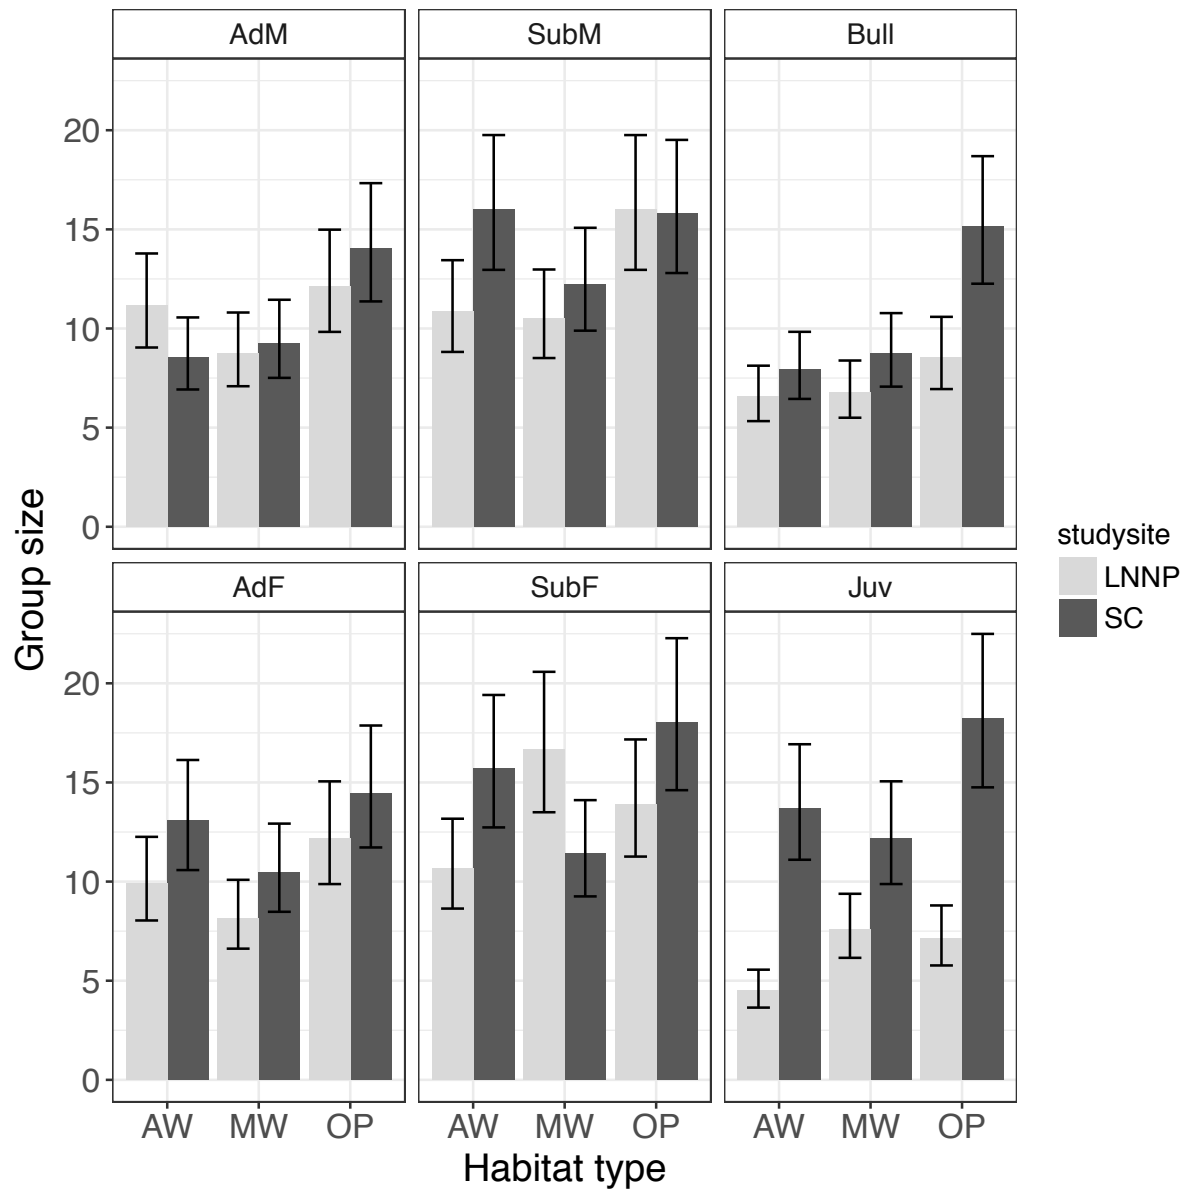 AdM SubM Bull
20
15
10
5
0
AdF SubF Juv
20
15
10
5
0
AW MW OP AW MW OP AW MW OP
Habitat type
Group size
studysite
LNNP
SC